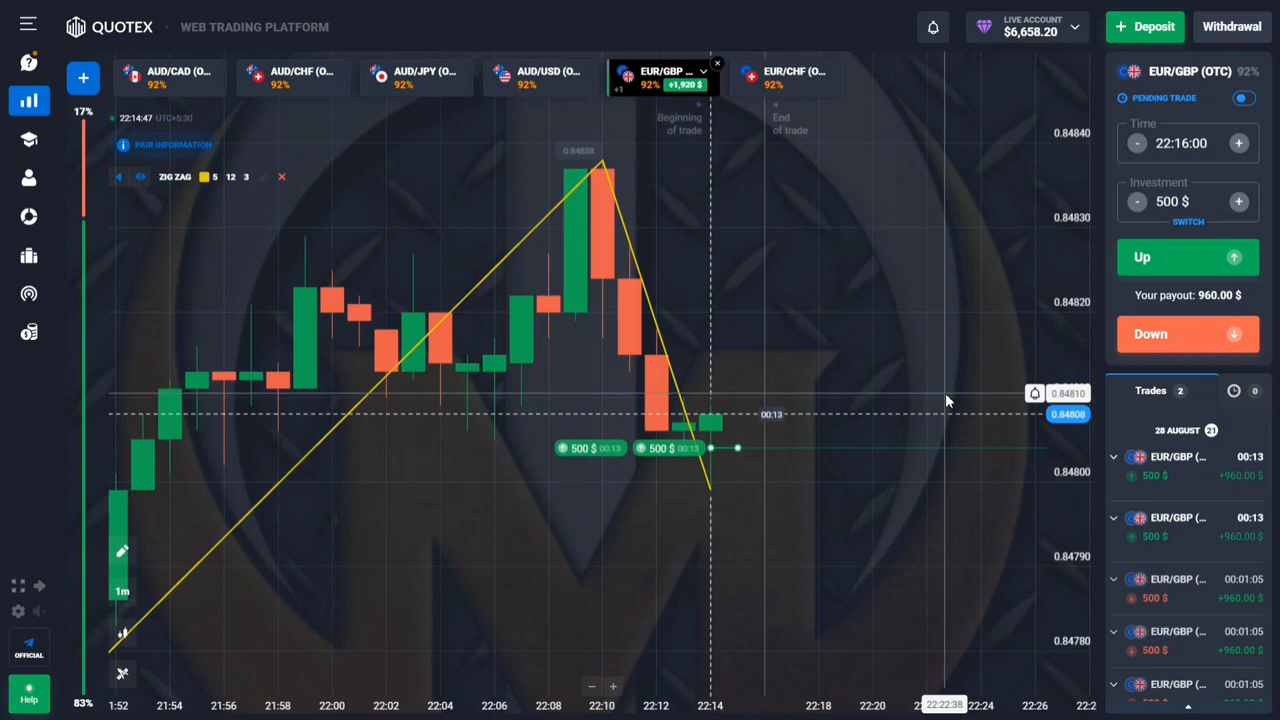 QUOTEX
WEB TRADING PLATFORM
LIVE ACCOUNT
$6,658.20
Deposit
Withdrawal
AUD/CAD (O...
92%
AUD/CHF (O...
92%
AUD/JPY (O...
92%
AUD/USD (O...
92%
EUR/GBP ...
+1
92%
+1,920 $
EUR/CHF (O...
92%
EUR/GBP (OTC) 92%
PENDING TRADE
Time
22:16:00
Investment
500 $
SWITCH
Up
Your payout: 960.00 $
Down
Trades 2
0
28 AUGUST 21
EUR/GBP (... 00:13
500 $ +960.00 $
EUR/GBP (... 00:13
500 $ +960.00 $
EUR/GBP (... 00:01:05
500 $ +960.00 $
EUR/GBP (... 00:01:05
500 $ +960.00 $
EUR/GBP (... 00:01:05
17%
22:14:47 UTC+5:30
PAIR INFORMATION
ZIG ZAG 5 12 3
Beginning
of trade
End
of trade
0.84838
0.84840
0.84830
0.84820
0.84810
0.84808
0.84800
0.84790
0.84780
00:13
500 $ 00:13
500 $ 00:13
1m
OFFICIAL
Help
83%
1:52 21:54 21:56 21:58 22:00 22:02 22:04 22:06 22:08 22:10 22:12 22:14 22:18 22:20 22:22:38 22:24 22:26 22:2